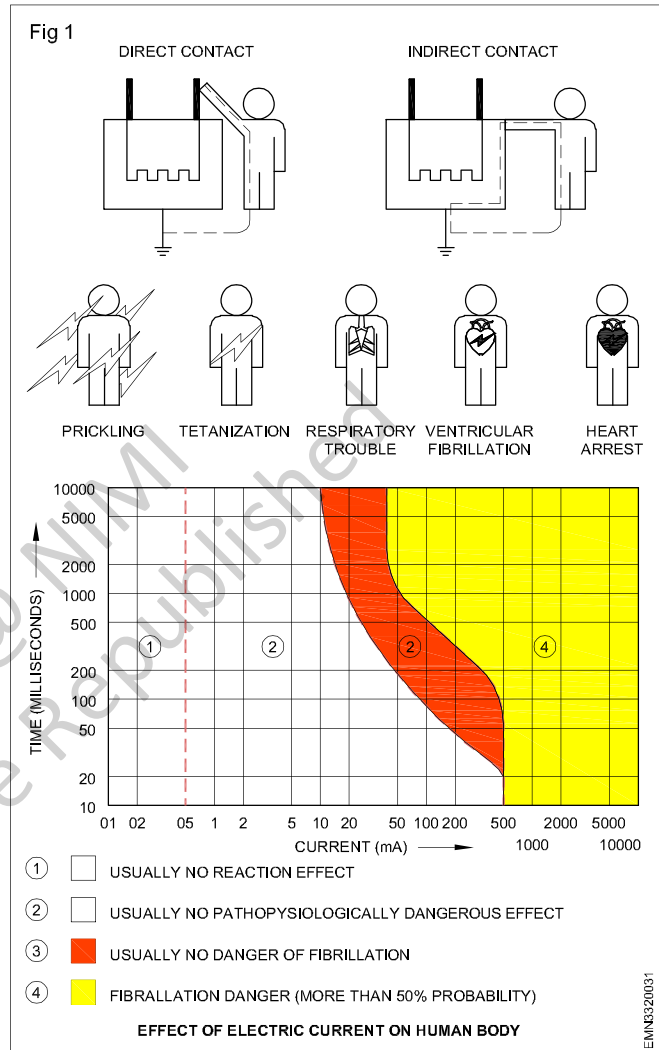 Fig 1
DIRECT CONTACT INDIRECT CONTACT
PRICKLING TETANIZATION RESPIRATORY TROUBLE VENTRICULAR FIBRILLATION HEART ARREST
10000
5000
2000
1000
500
200
100
50
20
10
TIME (MILLISECONDS)
1 2 2 4
01 02 05 1 2 5 10 20 50 100 200 500 1000 2000 5000 10000
CURRENT (mA)
1 USUALLY NO REACTION EFFECT
2 USUALLY NO PATHOPYSIOLOGICALLY DANGEROUS EFFECT
3 USUALLY NO DANGER OF FIBRILLATION
4 FIBRALLATION DANGER (MORE THAN 50% PROBABILITY)
EFFECT OF ELECTRIC CURRENT ON HUMAN BODY
EMN3320031
@ NIMI
e Republished